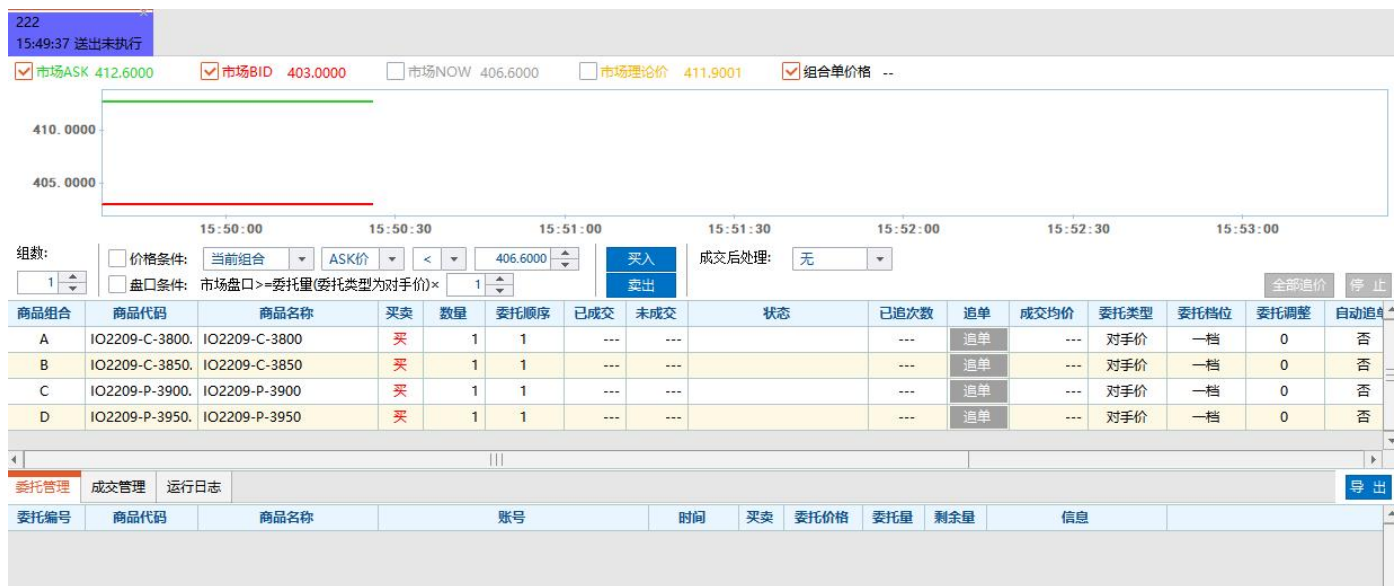 222
15:49:37 送出未执行
市场ASK 412.6000 市场BID 403.0000 市场NOW 406.6000 市场理论价 411.9001 组合单价格 --
410.0000
405.0000
15:50:00 15:50:30 15:51:00 15:51:30 15:52:00 15:52:30 15:53:00
组数: 价格条件: 当前组合 ASK价 < 406.6000 买入 成交后处理: 无
1 盘口条件: 市场盘口>=委托量(委托类型为对手价)× 1 卖出 全部追价 停止
商品组合 商品代码 商品名称 买卖 数量 委托顺序 已成交 未成交 状态 已追次数 追单 成交均价 委托类型 委托档位 委托调整 自动追单
A IO2209-C-3800. IO2209-C-3800 买 1 1 --- --- --- 追单 --- 对手价 一档 0 否
B IO2209-C-3850. IO2209-C-3850 买 1 1 --- --- --- 追单 --- 对手价 一档 0 否
C IO2209-P-3900. IO2209-P-3900 买 1 1 --- --- --- 追单 --- 对手价 一档 0 否
D IO2209-P-3950. IO2209-P-3950 买 1 1 --- --- --- 追单 --- 对手价 一档 0 否
委托管理 成交管理 运行日志 导出
委托编号 商品代码 商品名称 账号 时间 买卖 委托价格 委托量 剩余量 信息